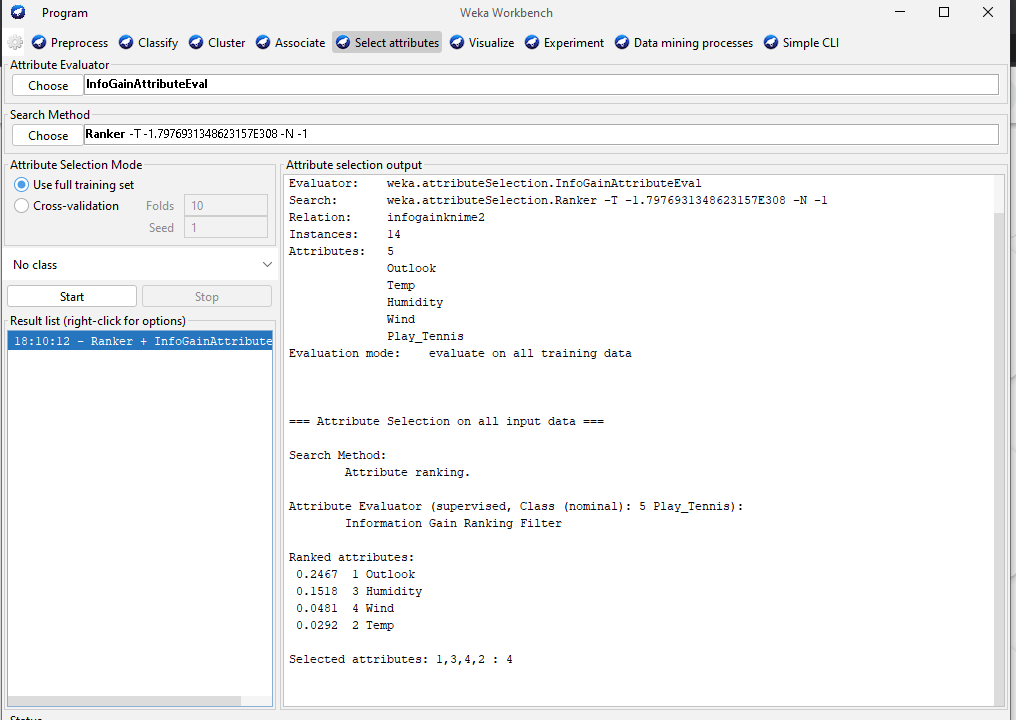 Program
Weka Workbench
Preprocess Classify Cluster Associate Select attributes Visualize Experiment Data mining processes Simple CLI
Attribute Evaluator
Choose InfoGainAttributeEval
Search Method
Choose Ranker -T -1.7976931348623157E308 -N -1
Attribute Selection Mode
Use full training set
Cross-validation Folds 10
Seed 1
No class
Start Stop
Result list (right-click for options)
18:10:12 - Ranker + InfoGainAttribute
Attribute selection output
Evaluator: weka.attributeSelection.InfoGainAttributeEval
Search: weka.attributeSelection.Ranker -T -1.7976931348623157E308 -N -1
Relation: infogainknime2
Instances: 14
Attributes: 5
Outlook
Temp
Humidity
Wind
Play_Tennis
Evaluation mode: evaluate on all training data
=== Attribute Selection on all input data ===
Search Method:
Attribute ranking.
Attribute Evaluator (supervised, Class (nominal): 5 Play_Tennis):
Information Gain Ranking Filter
Ranked attributes:
0.2467 1 Outlook
0.1518 3 Humidity
0.0481 4 Wind
0.0292 2 Temp
Selected attributes: 1,3,4,2 : 4
Status